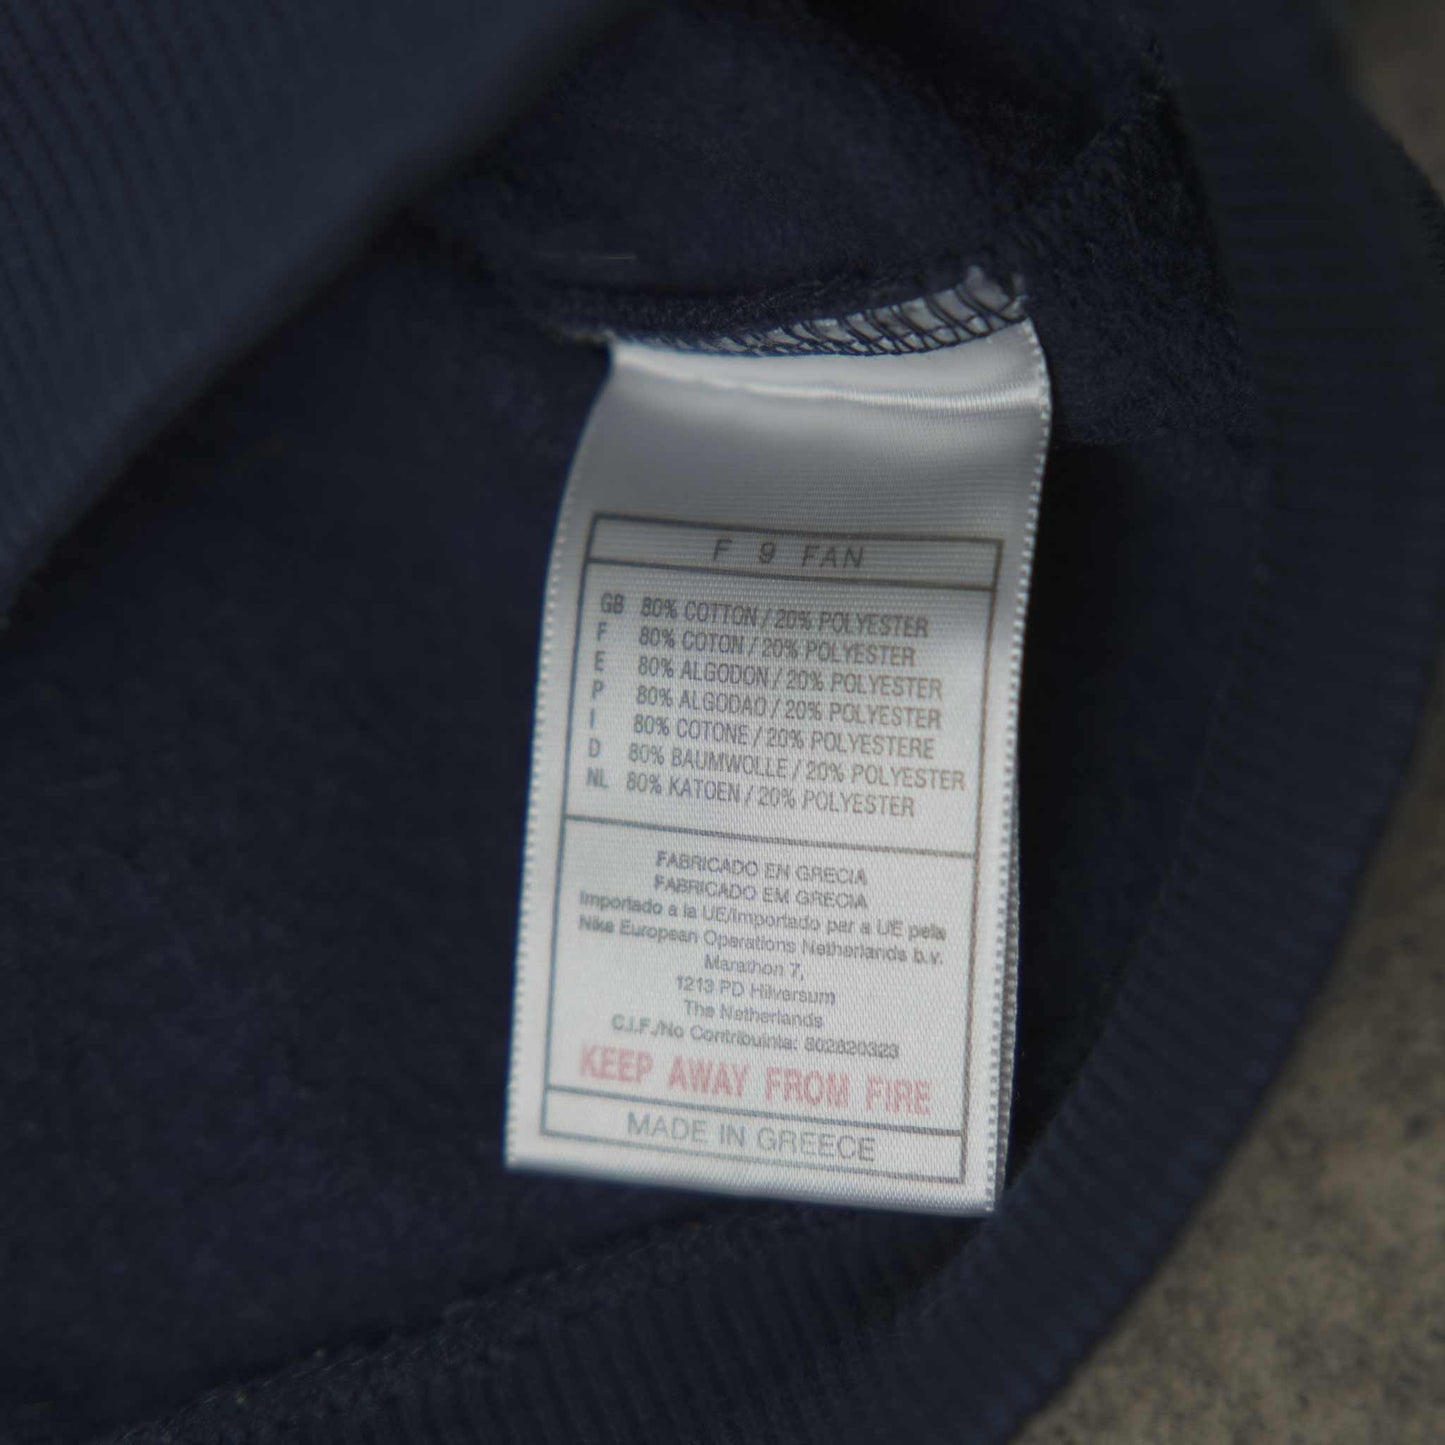 F 9 FAN
GB 80% COTTON / 20% POLYESTER
F 80% COTON / 20% POLYESTER
E 80% ALGODON / 20% POLYESTER
P 80% ALGODAO / 20% POLYESTER
I 80% COTONE / 20% POLYESTERE
D 80% BAUMWOLLE / 20% POLYESTER
NL 80% KATOEN / 20% POLYESTER
FABRICADO EN GRECIA
FABRICADO EM GRECIA
Importado a la UE/Importado par a UE pela
Nike European Operations Netherlands b.v.
Marathon 7,
1213 PD Hilversum
The Netherlands
C.I.F./No Contribuinta: 802820323
KEEP AWAY FROM FIRE
MADE IN GREECE